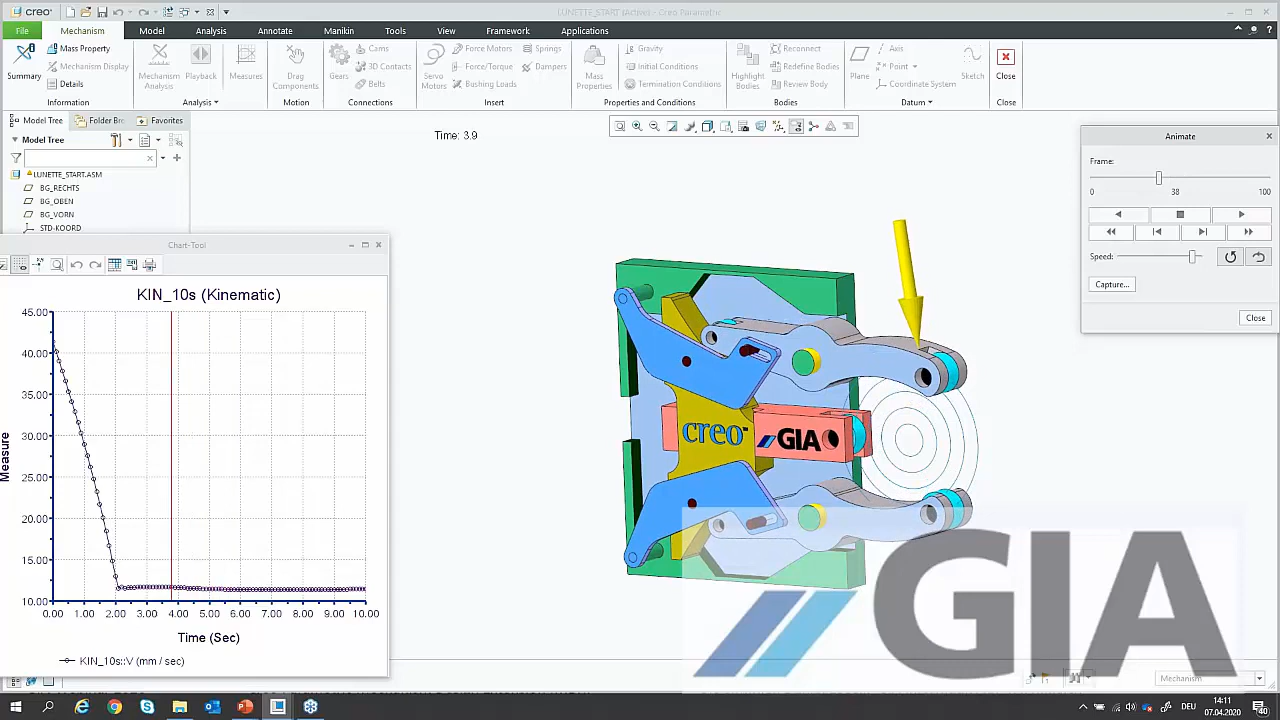 creo
LUNETTE_START (Active) - Creo Parametric
File Mechanism Model Analysis Annotate Manikin Tools View Framework Applications
Summary
Mass Property
Mechanism Display
Details
Information
Mechanism Analysis
Playback
Measures
Analysis
Drag Components
Motion
Gears
Cams
3D Contacts
Belts
Connections
Servo Motors
Force Motors
Force/Torque
Bushing Loads
Springs
Dampers
Insert
Mass Properties
Gravity
Initial Conditions
Termination Conditions
Properties and Conditions
Highlight Bodies
Reconnect
Redefine Bodies
Review Body
Bodies
Plane
Axis
Point
Coordinate System
Sketch
Datum
Close
Close
Model Tree Folder Br Favorites
Model Tree
LUNETTE_START.ASM
BG_RECHTS
BG_OBEN
BG_VORN
STD-KOORD
Time: 3.9
Animate
Frame:
0 38 100
Speed:
Capture...
Close
Chart-Tool
KIN_10s (Kinematic)
45.00
40.00
35.00
30.00
25.00
20.00
15.00
10.00
Measure
0.00 1.00 2.00 3.00 4.00 5.00 6.00 7.00 8.00 9.00 10.00
Time (Sec)
KIN_10s::V (mm / sec)
creo
GIA
GIA
Mechanism
DEU
14:11
07.04.2020
40